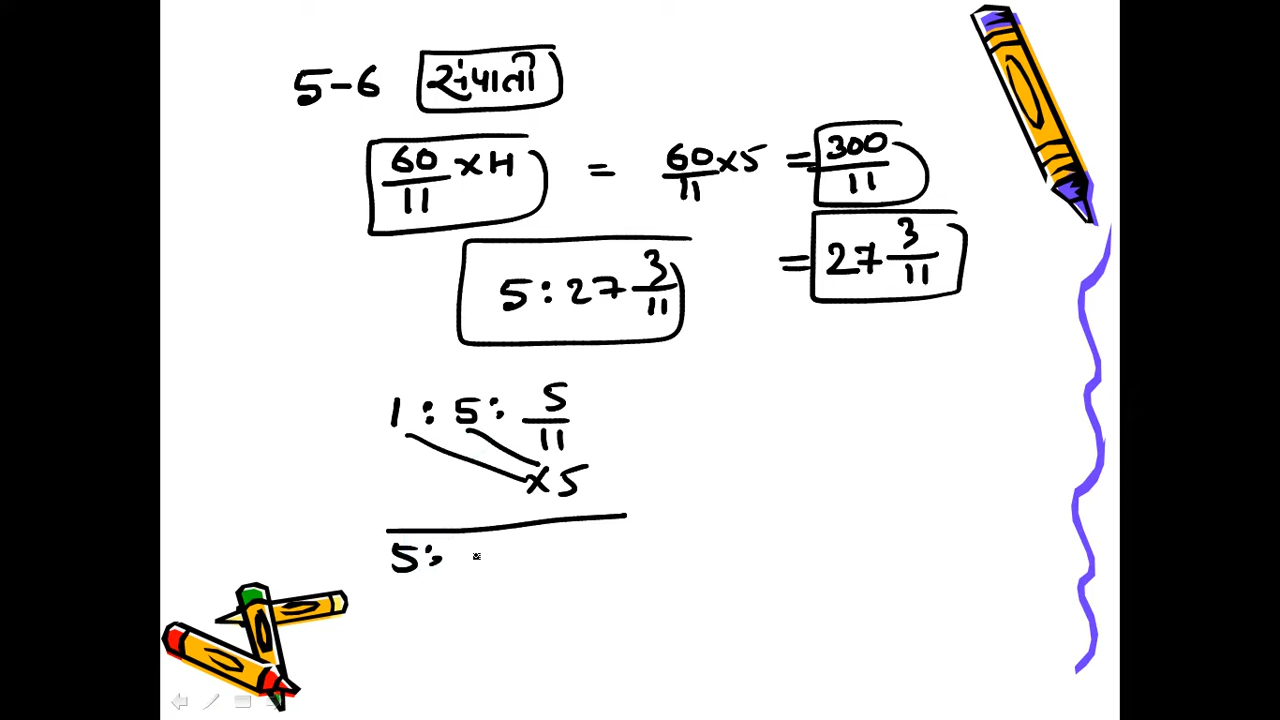 5-6 સંપાતી
60/11 × H = 60/11 × 5 = 300/11
= 27 3/11
5 : 27 3/11
1 : 5 : 5/11
× 5
5 :